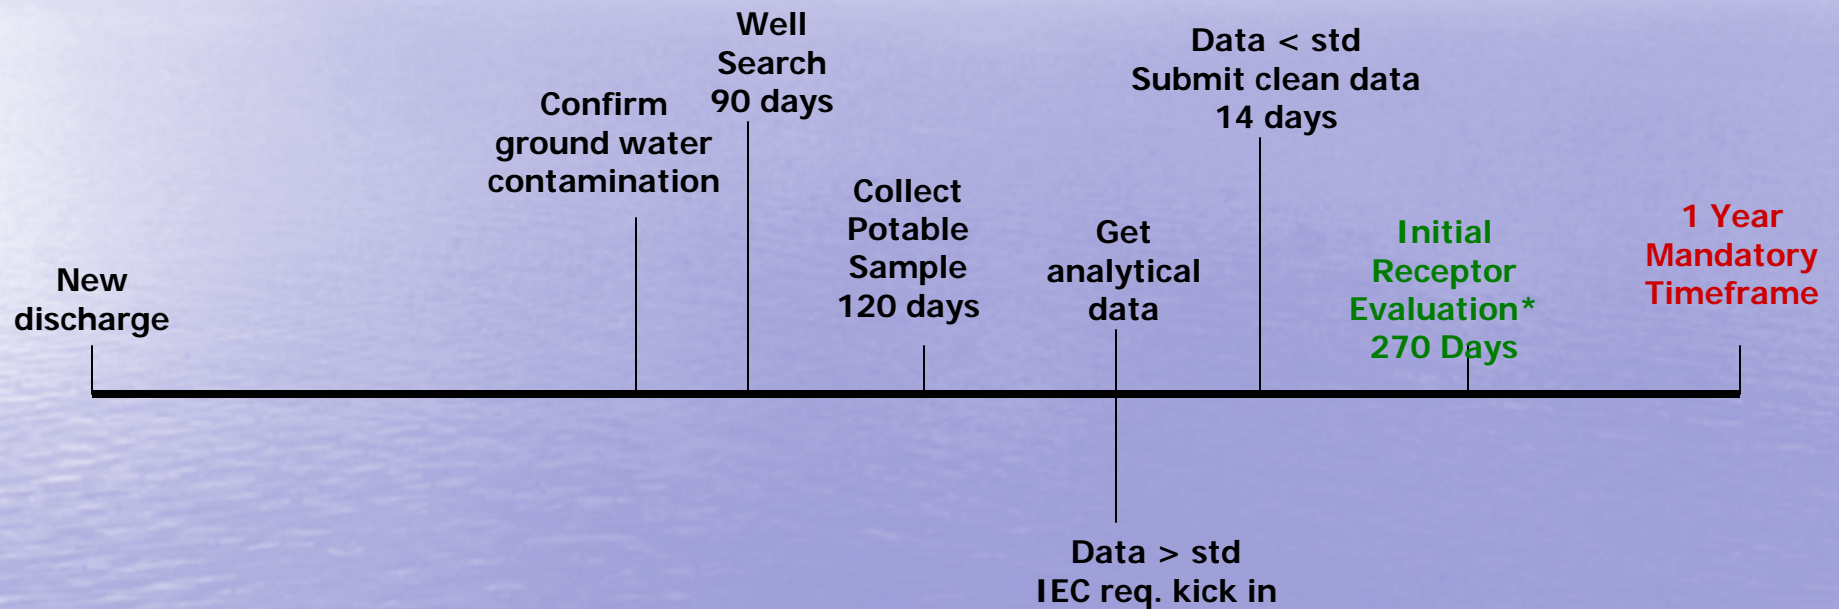 New
discharge
Confirm
ground water
contamination
Well
Search
90 days
Collect
Potable
Sample
120 days
Get
analytical
data
Data < std
Submit clean data
14 days
Initial
Receptor
Evaluation*
270 Days
1 Year
Mandatory
Timeframe
Data > std
IEC req. kick in